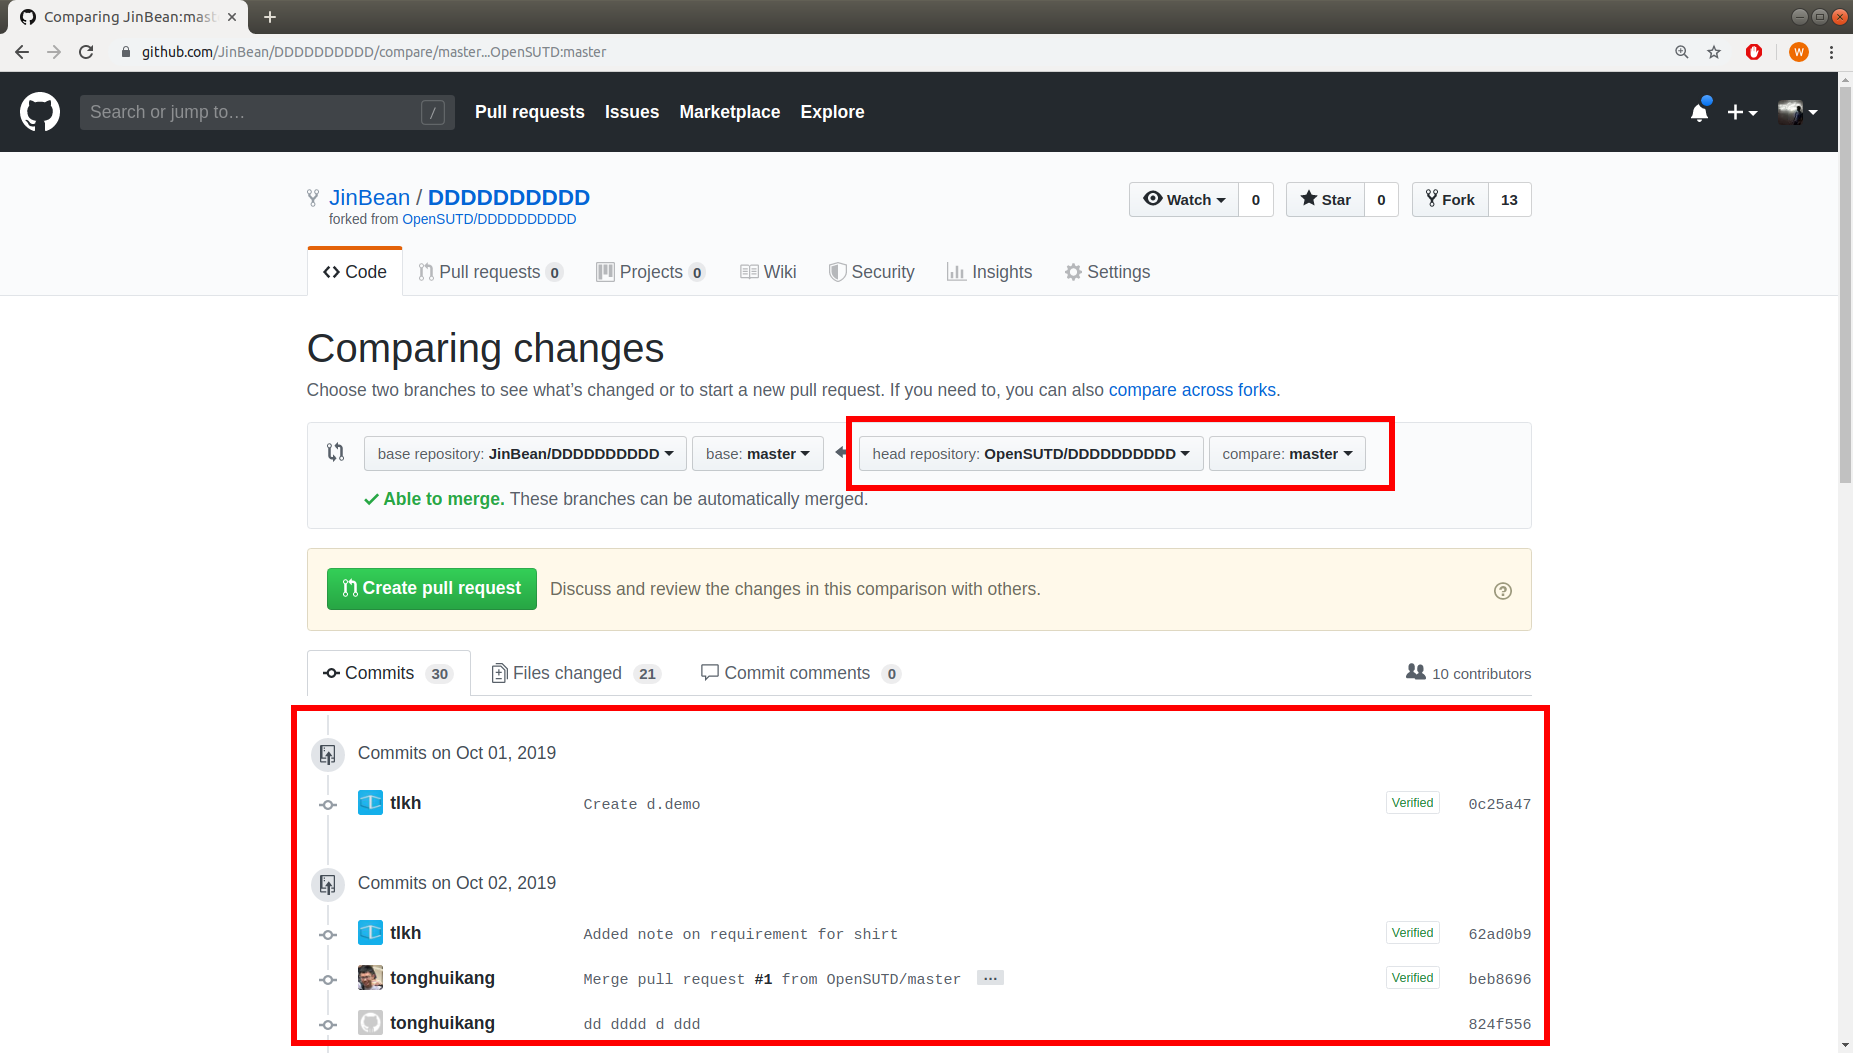 Comparing JinBean:mast
github.com/JinBean/DDDDDDDDDD/compare/master...OpenSUTD:master
W
Search or jump to… /
Pull requests Issues Marketplace Explore
JinBean / DDDDDDDDDD
forked from OpenSUTD/DDDDDDDDDD
Watch 0 Star 0 Fork 13
Code Pull requests 0 Projects 0 Wiki Security Insights Settings
Comparing changes
Choose two branches to see what’s changed or to start a new pull request. If you need to, you can also compare across forks.
base repository: JinBean/DDDDDDDDDD base: master head repository: OpenSUTD/DDDDDDDDDD compare: master
Able to merge. These branches can be automatically merged.
Create pull request Discuss and review the changes in this comparison with others.
Commits 30 Files changed 21 Commit comments 0 10 contributors
Commits on Oct 01, 2019
tlkh Create d.demo Verified 0c25a47
Commits on Oct 02, 2019
tlkh Added note on requirement for shirt Verified 62ad0b9
tonghuikang Merge pull request #1 from OpenSUTD/master … Verified beb8696
tonghuikang dd dddd d ddd 824f556